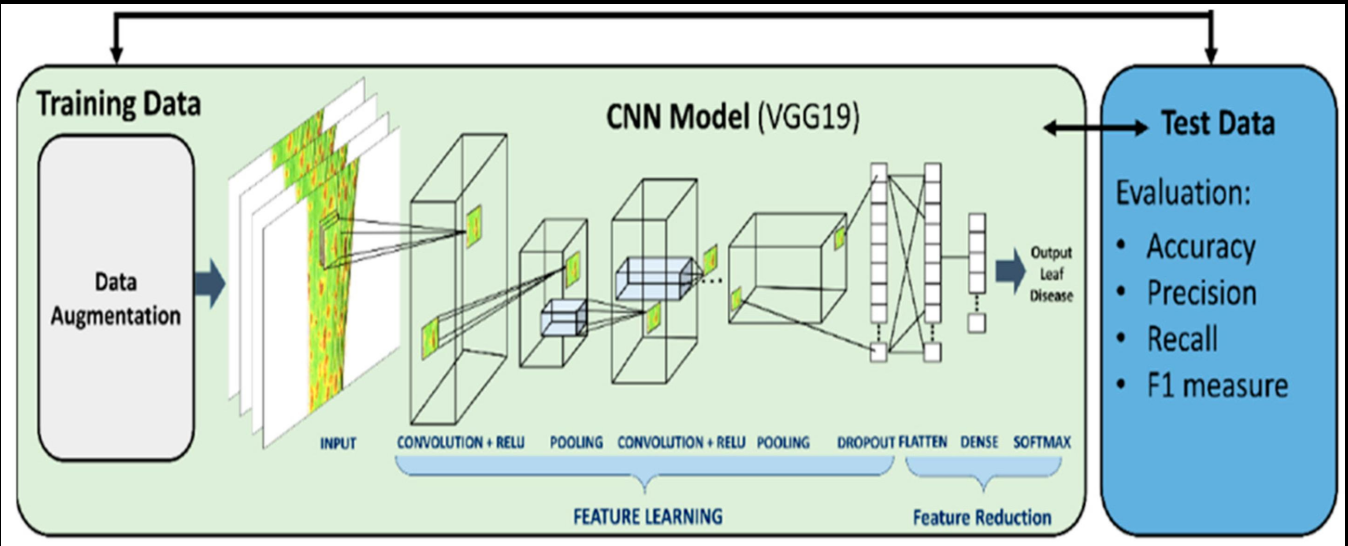 Training Data
CNN Model (VGG19)
Test Data
Data
Augmentation
Output
Leaf
Disease
Evaluation:
• Accuracy
• Precision
• Recall
• F1 measure
INPUT CONVOLUTION + RELU POOLING CONVOLUTION + RELU POOLING DROPOUT FLATTEN DENSE SOFTMAX
FEATURE LEARNING Feature Reduction